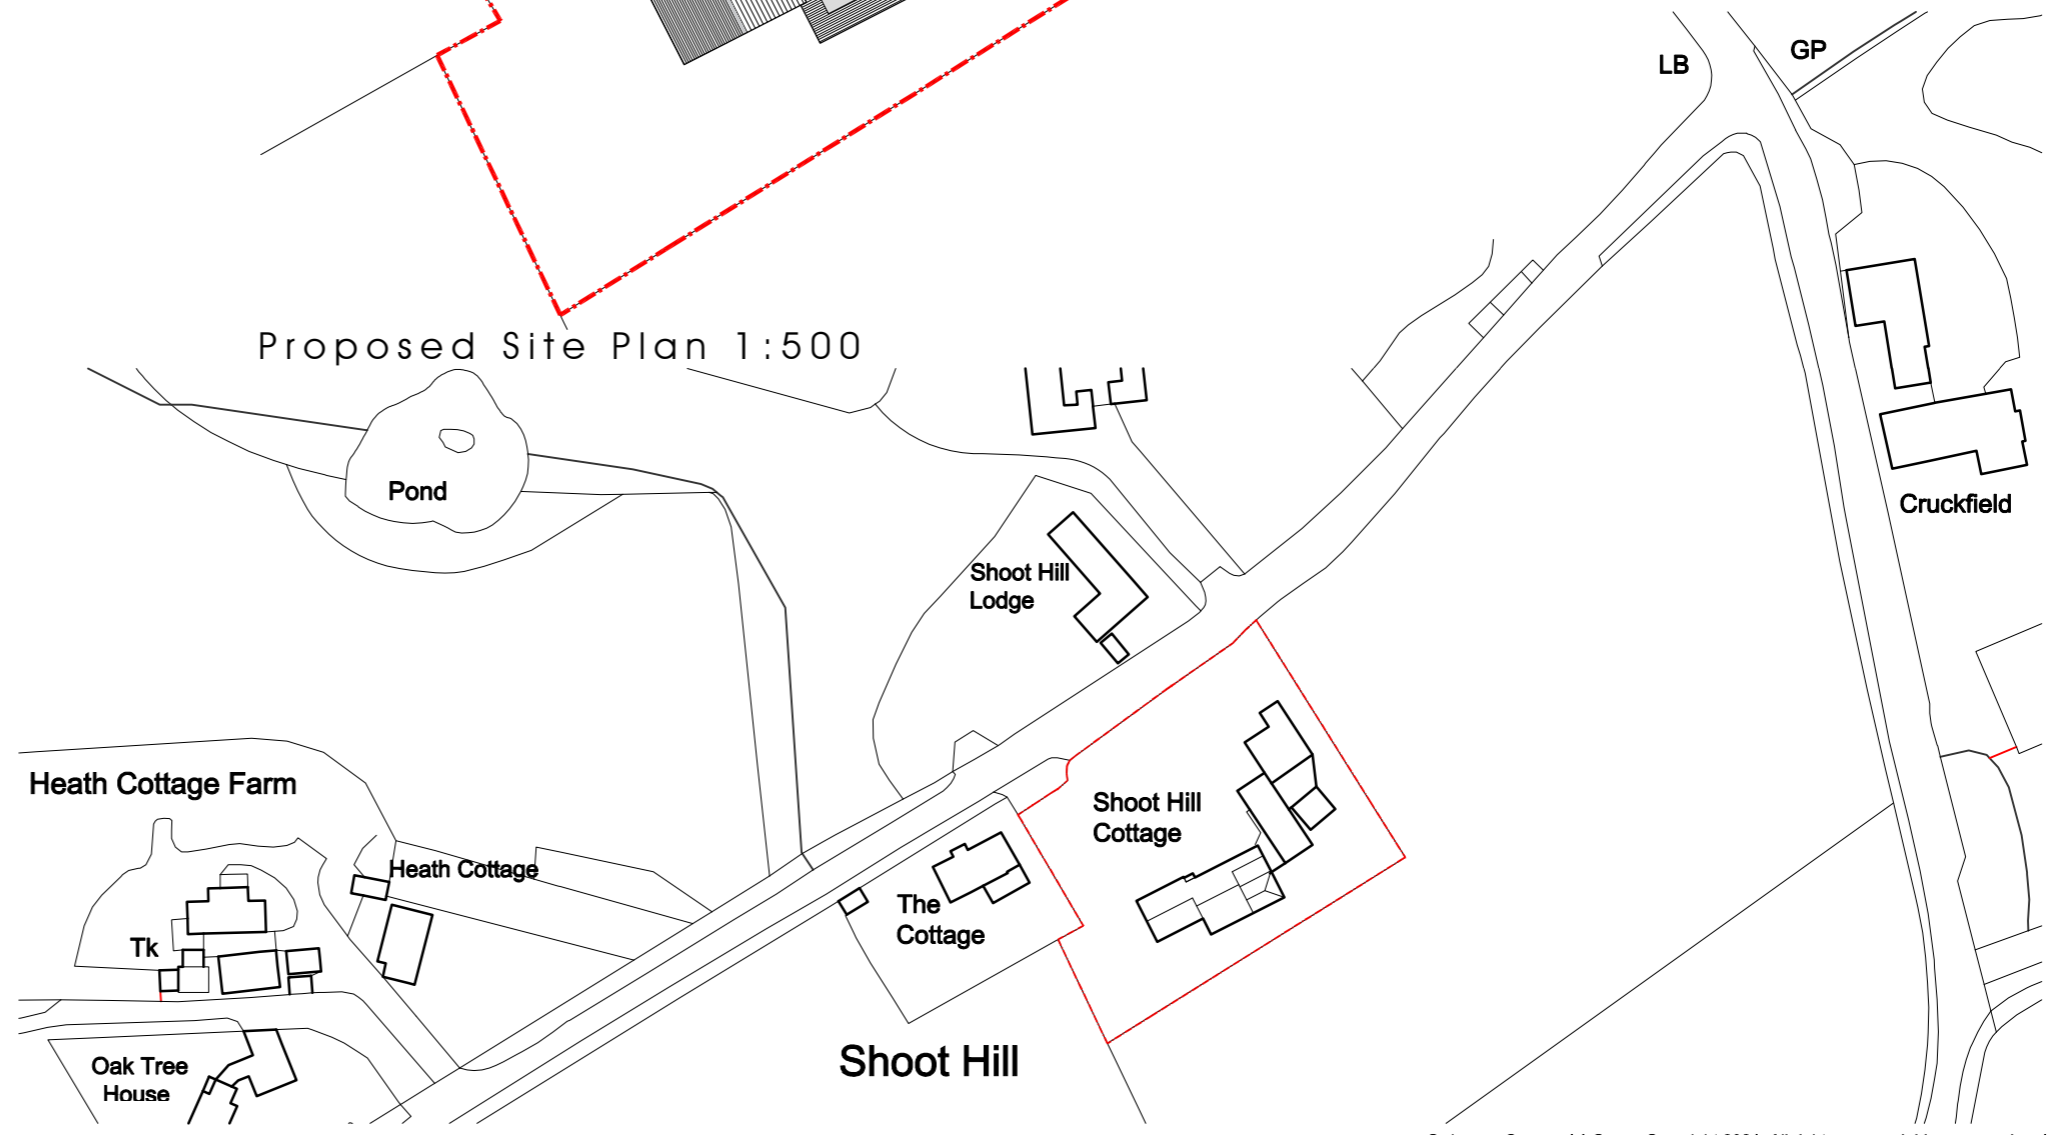 LB
GP
Proposed Site Plan 1:500
Pond
Cruckfield
Shoot Hill
Lodge
Heath Cottage Farm
Shoot Hill
Cottage
Heath Cottage
The
Cottage
Tk
Shoot Hill
Oak Tree
House